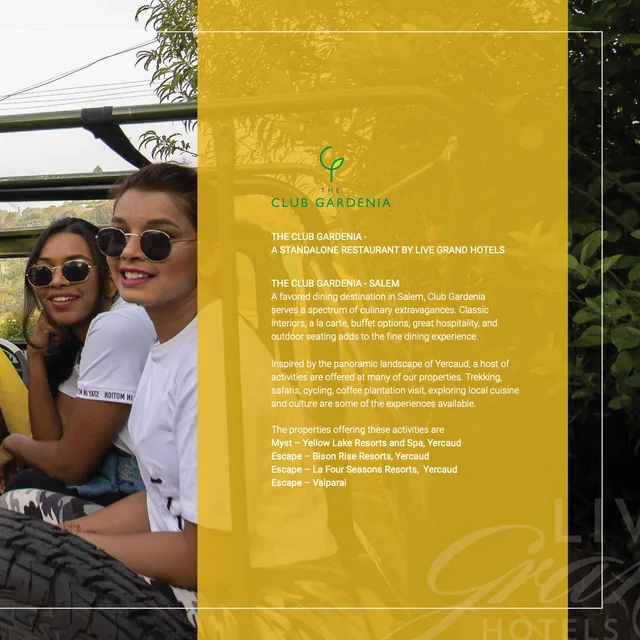 THE
CLUB GARDENIA
THE CLUB GARDENIA -
A STANDALONE RESTAURANT BY LIVE GRAND HOTELS
THE CLUB GARDENIA - SALEM
A favored dining destination in Salem, Club Gardenia
serves a spectrum of culinary extravagances. Classic
interiors, a la carte, buffet options, great hospitality, and
outdoor seating adds to the fine dining experience.
Inspired by the panoramic landscape of Yercaud, a host of
activities are offered at many of our properties. Trekking,
safaris, cycling, coffee plantation visit, exploring local cuisine
and culture are some of the experiences available.
The properties offering these activities are
Myst – Yellow Lake Resorts and Spa, Yercaud
Escape – Bison Rise Resorts, Yercaud
Escape – La Four Seasons Resorts, Yercaud
Escape – Valparai
LIV
Gra
HOTELS